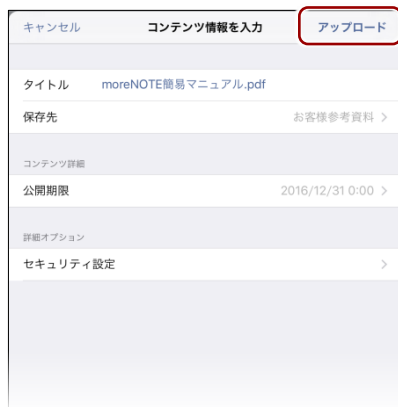 キャンセル コンテンツ情報を入力 アップロード
タイトル moreNOTE簡易マニュアル.pdf
保存先 お客様参考資料 >
コンテンツ詳細
公開期限 2016/12/31 0:00 >
詳細オプション
セキュリティ設定 >